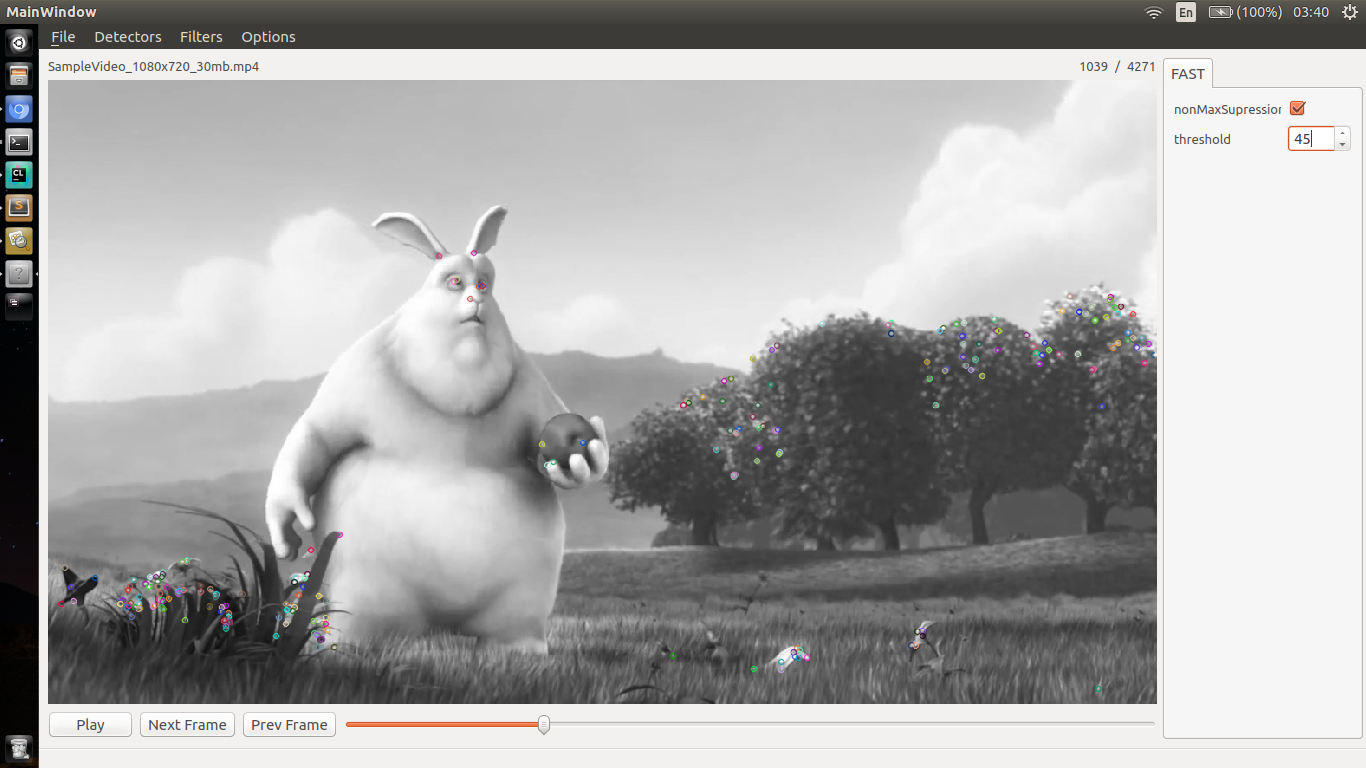 MainWindow
En
(100%) 03:40
File Detectors Filters Options
SampleVideo_1080x720_30mb.mp4
1039 / 4271
FAST
nonMaxSupression
threshold 45
CL
S
?
Play Next Frame Prev Frame